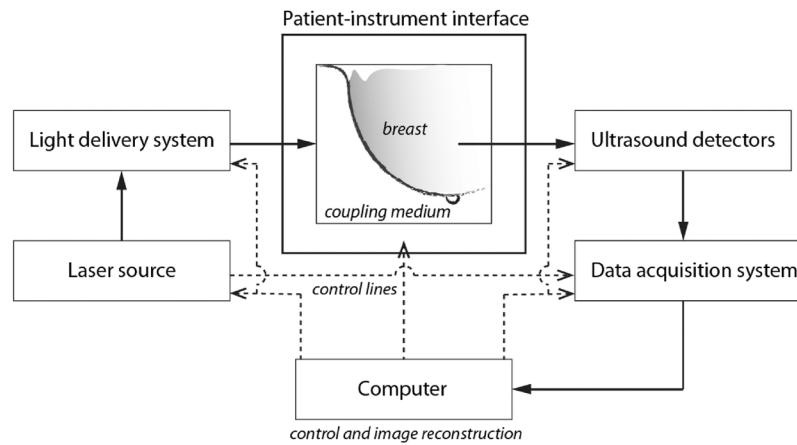 Patient-instrument interface
Light delivery system
breast
Ultrasound detectors
coupling medium
Laser source
control lines
Data acquisition system
Computer
control and image reconstruction